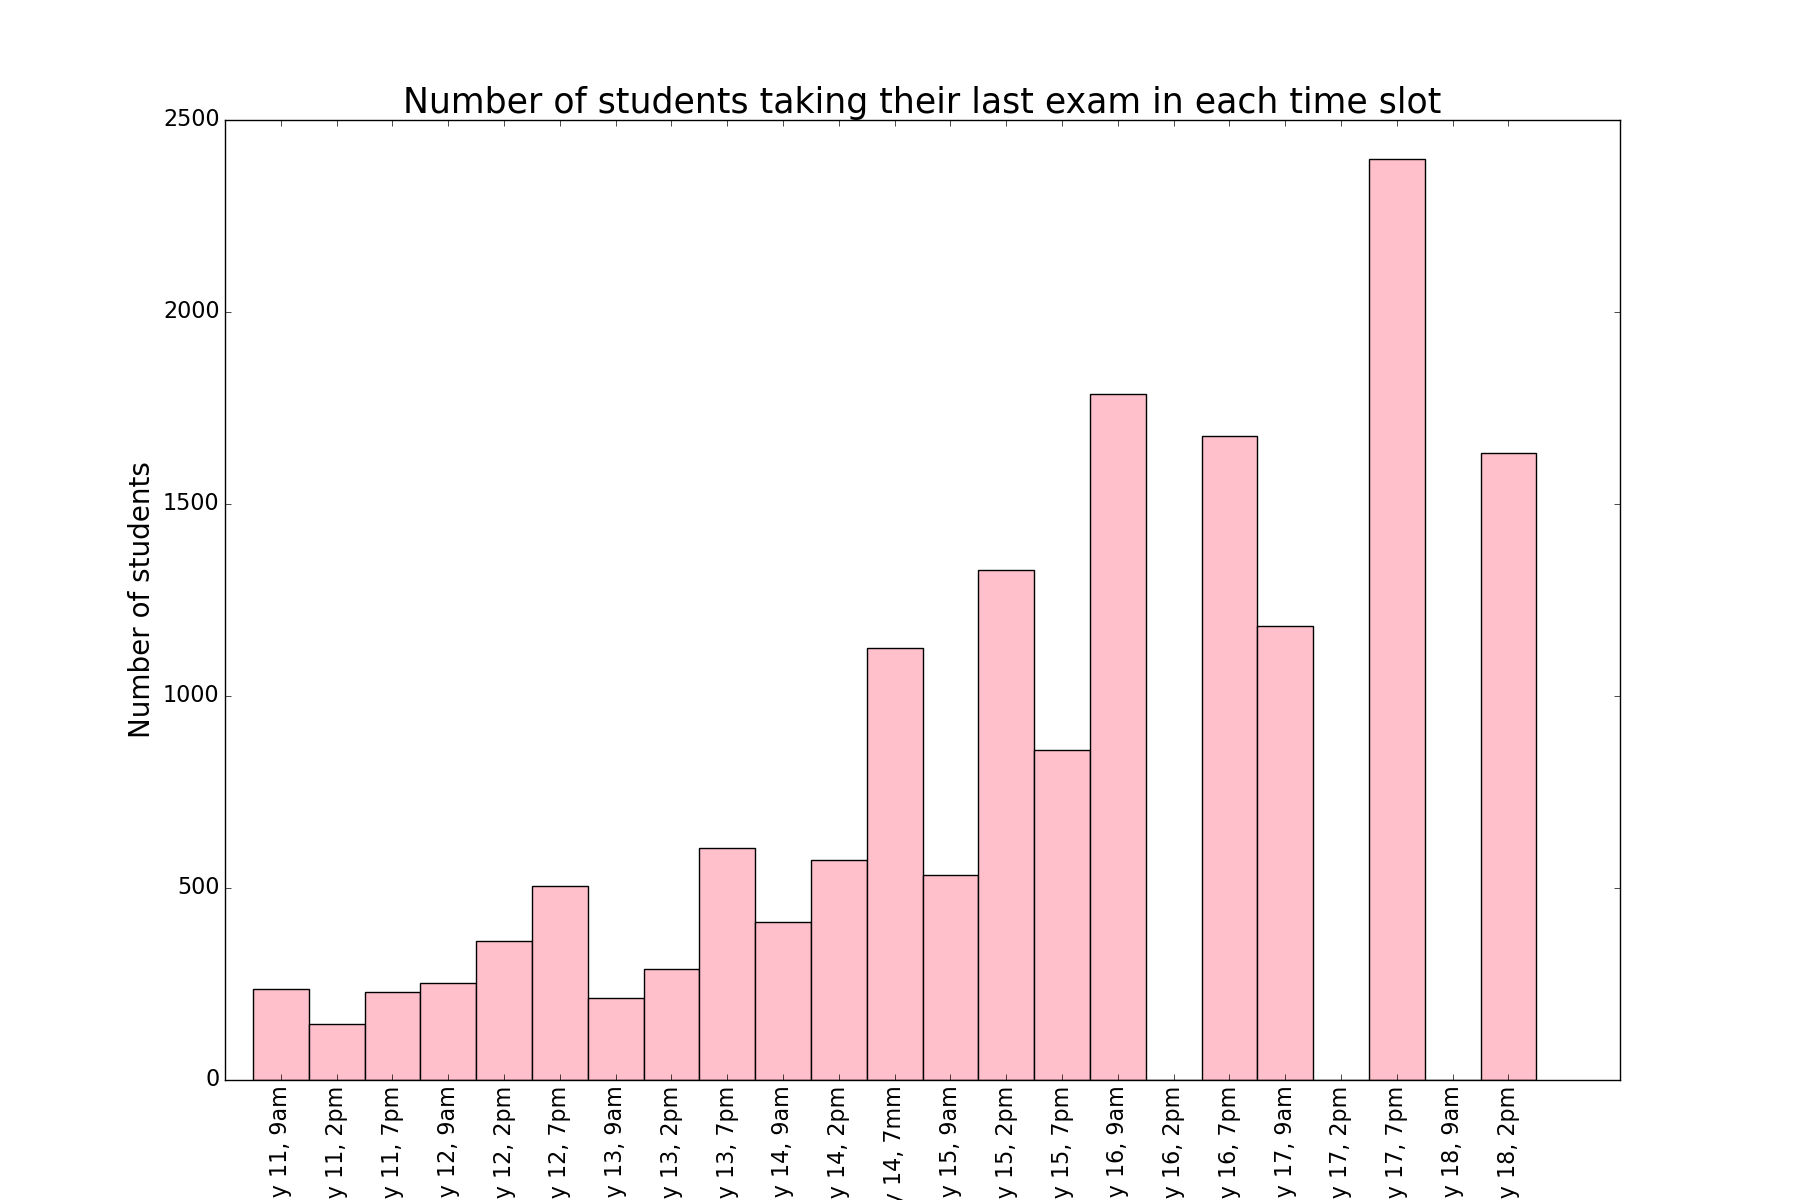 Number of students taking their last exam in each time slot
Number of students
2500
2000
1500
1000
500
0
y 11, 9am
y 11, 2pm
y 11, 7pm
y 12, 9am
y 12, 2pm
y 12, 7pm
y 13, 9am
y 13, 2pm
y 13, 7pm
y 14, 9am
y 14, 2pm
y 14, 7mm
y 15, 9am
y 15, 2pm
y 15, 7pm
y 16, 9am
y 16, 2pm
y 16, 7pm
y 17, 9am
y 17, 2pm
y 17, 7pm
y 18, 9am
y 18, 2pm